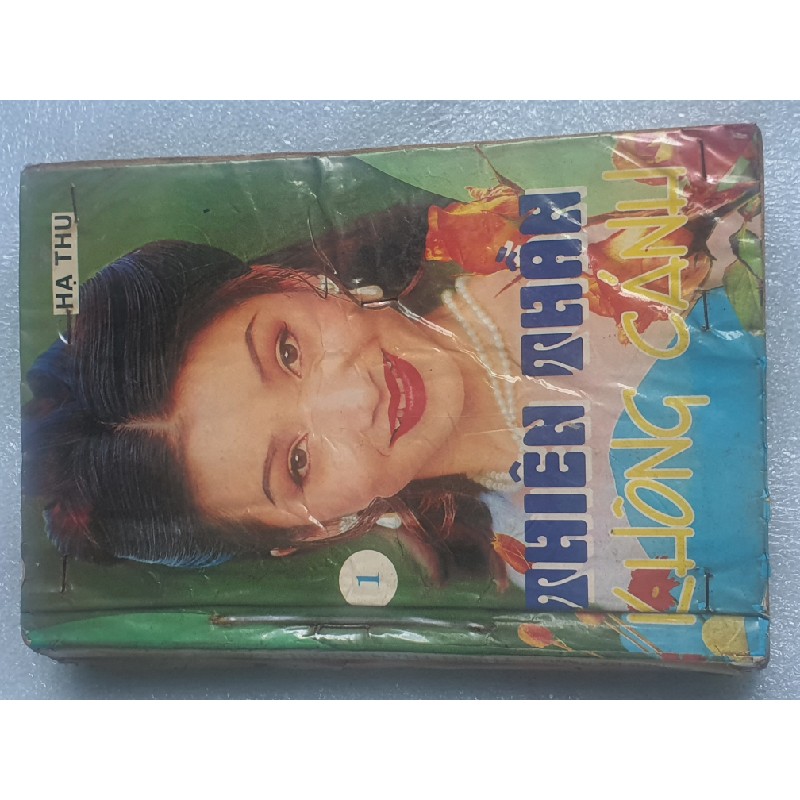 HẠ THU
1
THIÊN THẦN
KHÔNG CÁNH